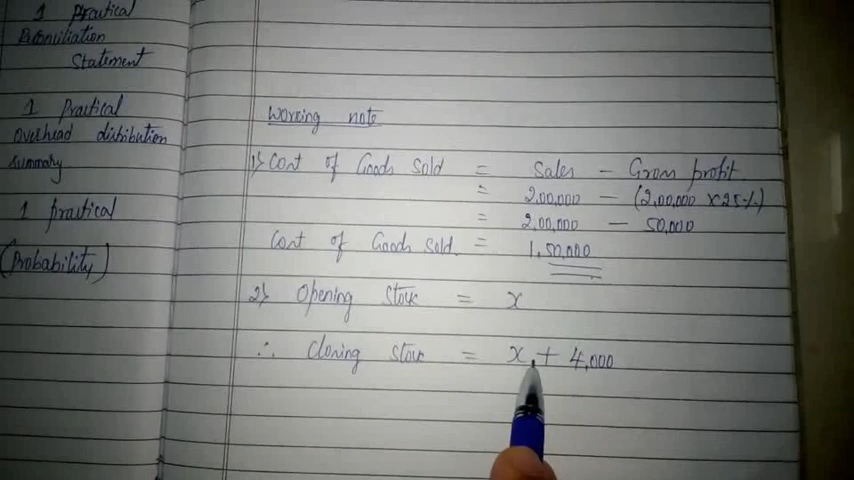 1 Practical
Reconciliation
Statement
1 Practical
overhead distribution
summary
1 practical
(Probability)
Working note
1) Cost of Goods Sold = Sales - Gross profit
= 2,00,000 - (2,00,000 x 25%)
= 2,00,000 - 50,000
Cost of Goods Sold = 1,50,000
2) Opening stock = x
∴ Closing stock = x + 4,000